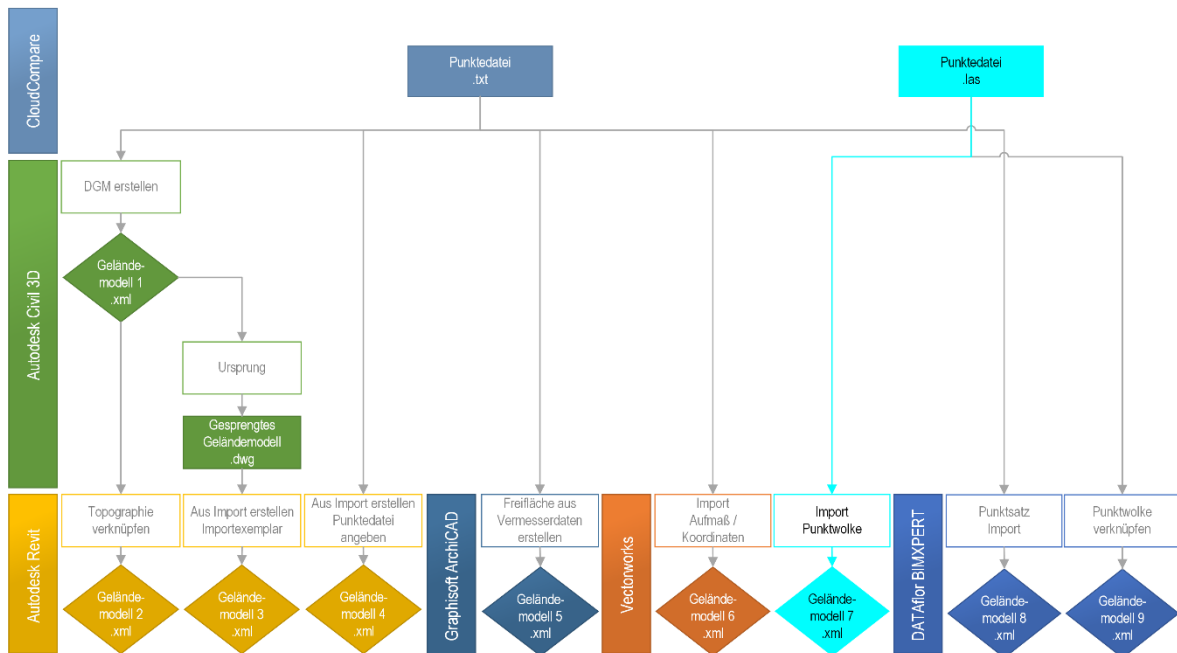 CloudCompare
Punktedatei
.txt
Punktedatei
.las
Autodesk Civil 3D
DGM erstellen
Gelände-
modell 1
.xml
Ursprung
Gesprengtes
Geländemodell
.dwg
Autodesk Revit
Topographie
verknüpfen
Aus Import erstellen
Importexemplar
Aus Import erstellen
Punktedatei
angeben
Gelände-
modell 2
.xml
Gelände-
modell 3
.xml
Gelände-
modell 4
.xml
Graphisoft ArchiCAD
Freifläche aus
Vermesserdaten
erstellen
Gelände-
modell 5
.xml
Vectorworks
Import
Aufmaß /
Koordinaten
Import
Punktwolke
Gelände-
modell 6
.xml
Gelände-
modell 7
.xml
DATAflor BIMXPERT
Punktsatz
Import
Punktwolke
verknüpfen
Gelände-
modell 8
.xml
Gelände-
modell 9
.xml